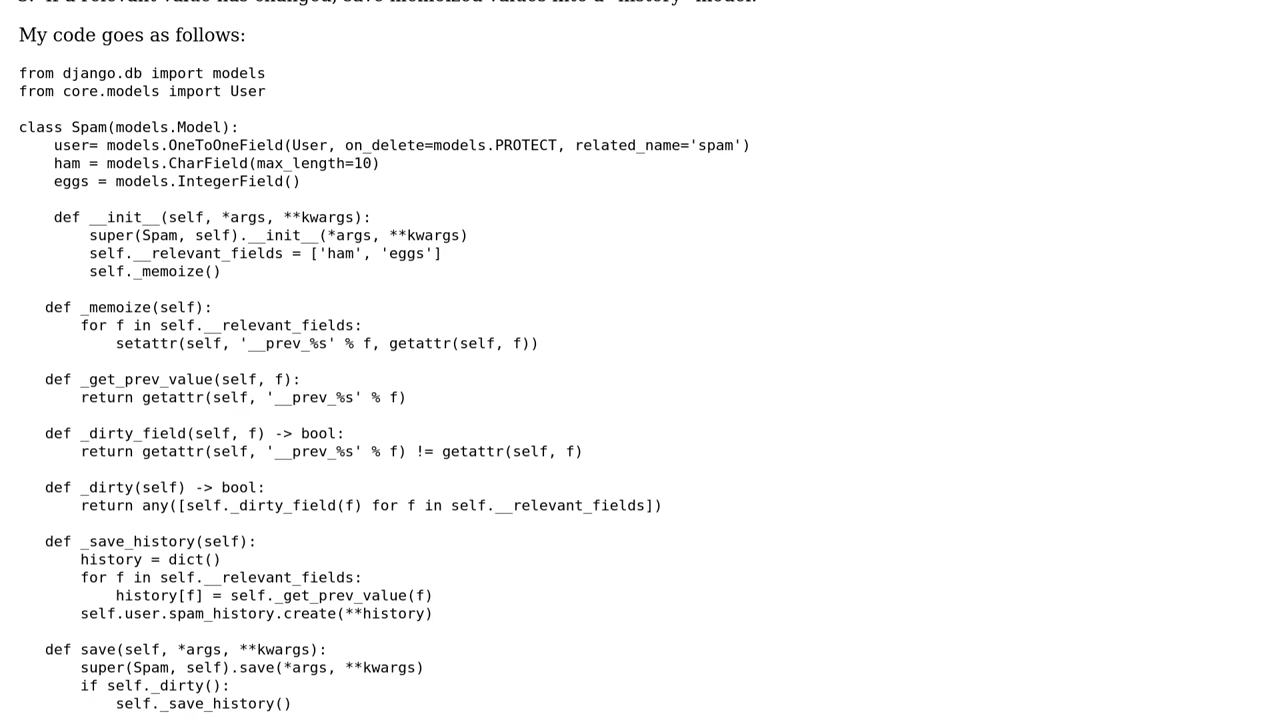 My code goes as follows:
from django.db import models
from core.models import User
class Spam(models.Model):
    user= models.OneToOneField(User, on_delete=models.PROTECT, related_name='spam')
    ham = models.CharField(max_length=10)
    eggs = models.IntegerField()
    def __init__(self, *args, **kwargs):
        super(Spam, self).__init__(*args, **kwargs)
        self.__relevant_fields = ['ham', 'eggs']
        self._memoize()
   def _memoize(self):
       for f in self.__relevant_fields:
           setattr(self, '__prev_%s' % f, getattr(self, f))
   def _get_prev_value(self, f):
       return getattr(self, '__prev_%s' % f)
   def _dirty_field(self, f) -> bool:
       return getattr(self, '__prev_%s' % f) != getattr(self, f)
   def _dirty(self) -> bool:
       return any([self._dirty_field(f) for f in self.__relevant_fields])
   def _save_history(self):
       history = dict()
       for f in self.__relevant_fields:
           history[f] = self._get_prev_value(f)
       self.user.spam_history.create(**history)
   def save(self, *args, **kwargs):
       super(Spam, self).save(*args, **kwargs)
       if self._dirty():
           self._save_history()